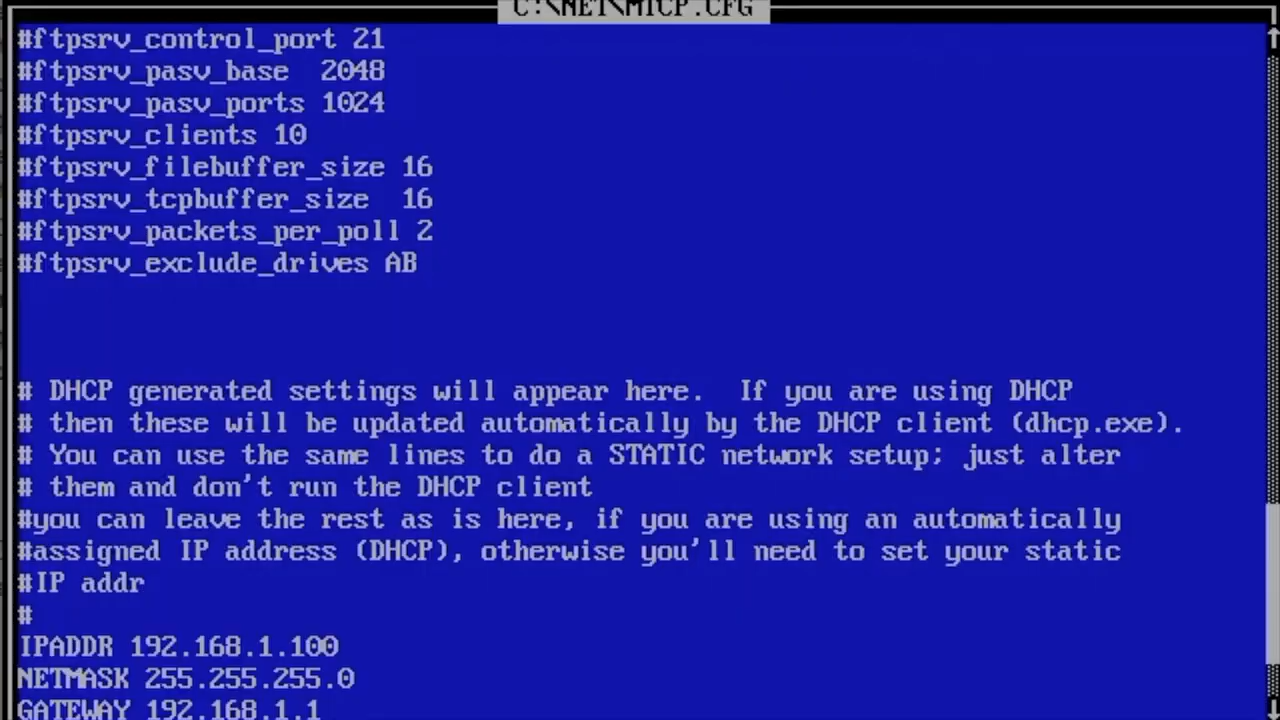 C:\NET\MTCP.CFG
#ftpsrv_control_port 21
#ftpsrv_pasv_base  2048
#ftpsrv_pasv_ports 1024
#ftpsrv_clients 10
#ftpsrv_filebuffer_size 16
#ftpsrv_tcpbuffer_size  16
#ftpsrv_packets_per_poll 2
#ftpsrv_exclude_drives AB
# DHCP generated settings will appear here.  If you are using DHCP
# then these will be updated automatically by the DHCP client (dhcp.exe).
# You can use the same lines to do a STATIC network setup; just alter
# them and don't run the DHCP client
#you can leave the rest as is here, if you are using an automatically
#assigned IP address (DHCP), otherwise you'll need to set your static
#IP addr
#
IPADDR 192.168.1.100
NETMASK 255.255.255.0
GATEWAY 192.168.1.1